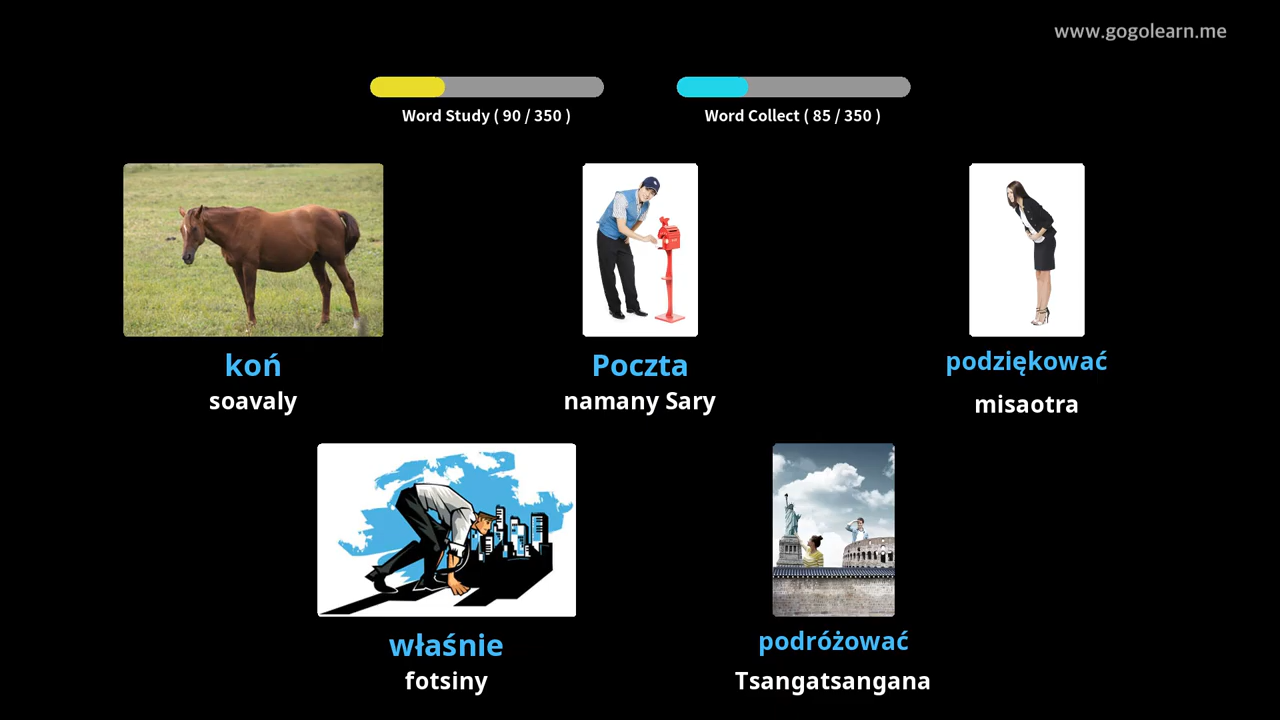 www.gogolearn.me
Word Study ( 90 / 350 )
Word Collect ( 85 / 350 )
koń
soavaly
Poczta
namany Sary
podziękować
misaotra
właśnie
fotsiny
podróżować
Tsangatsangana